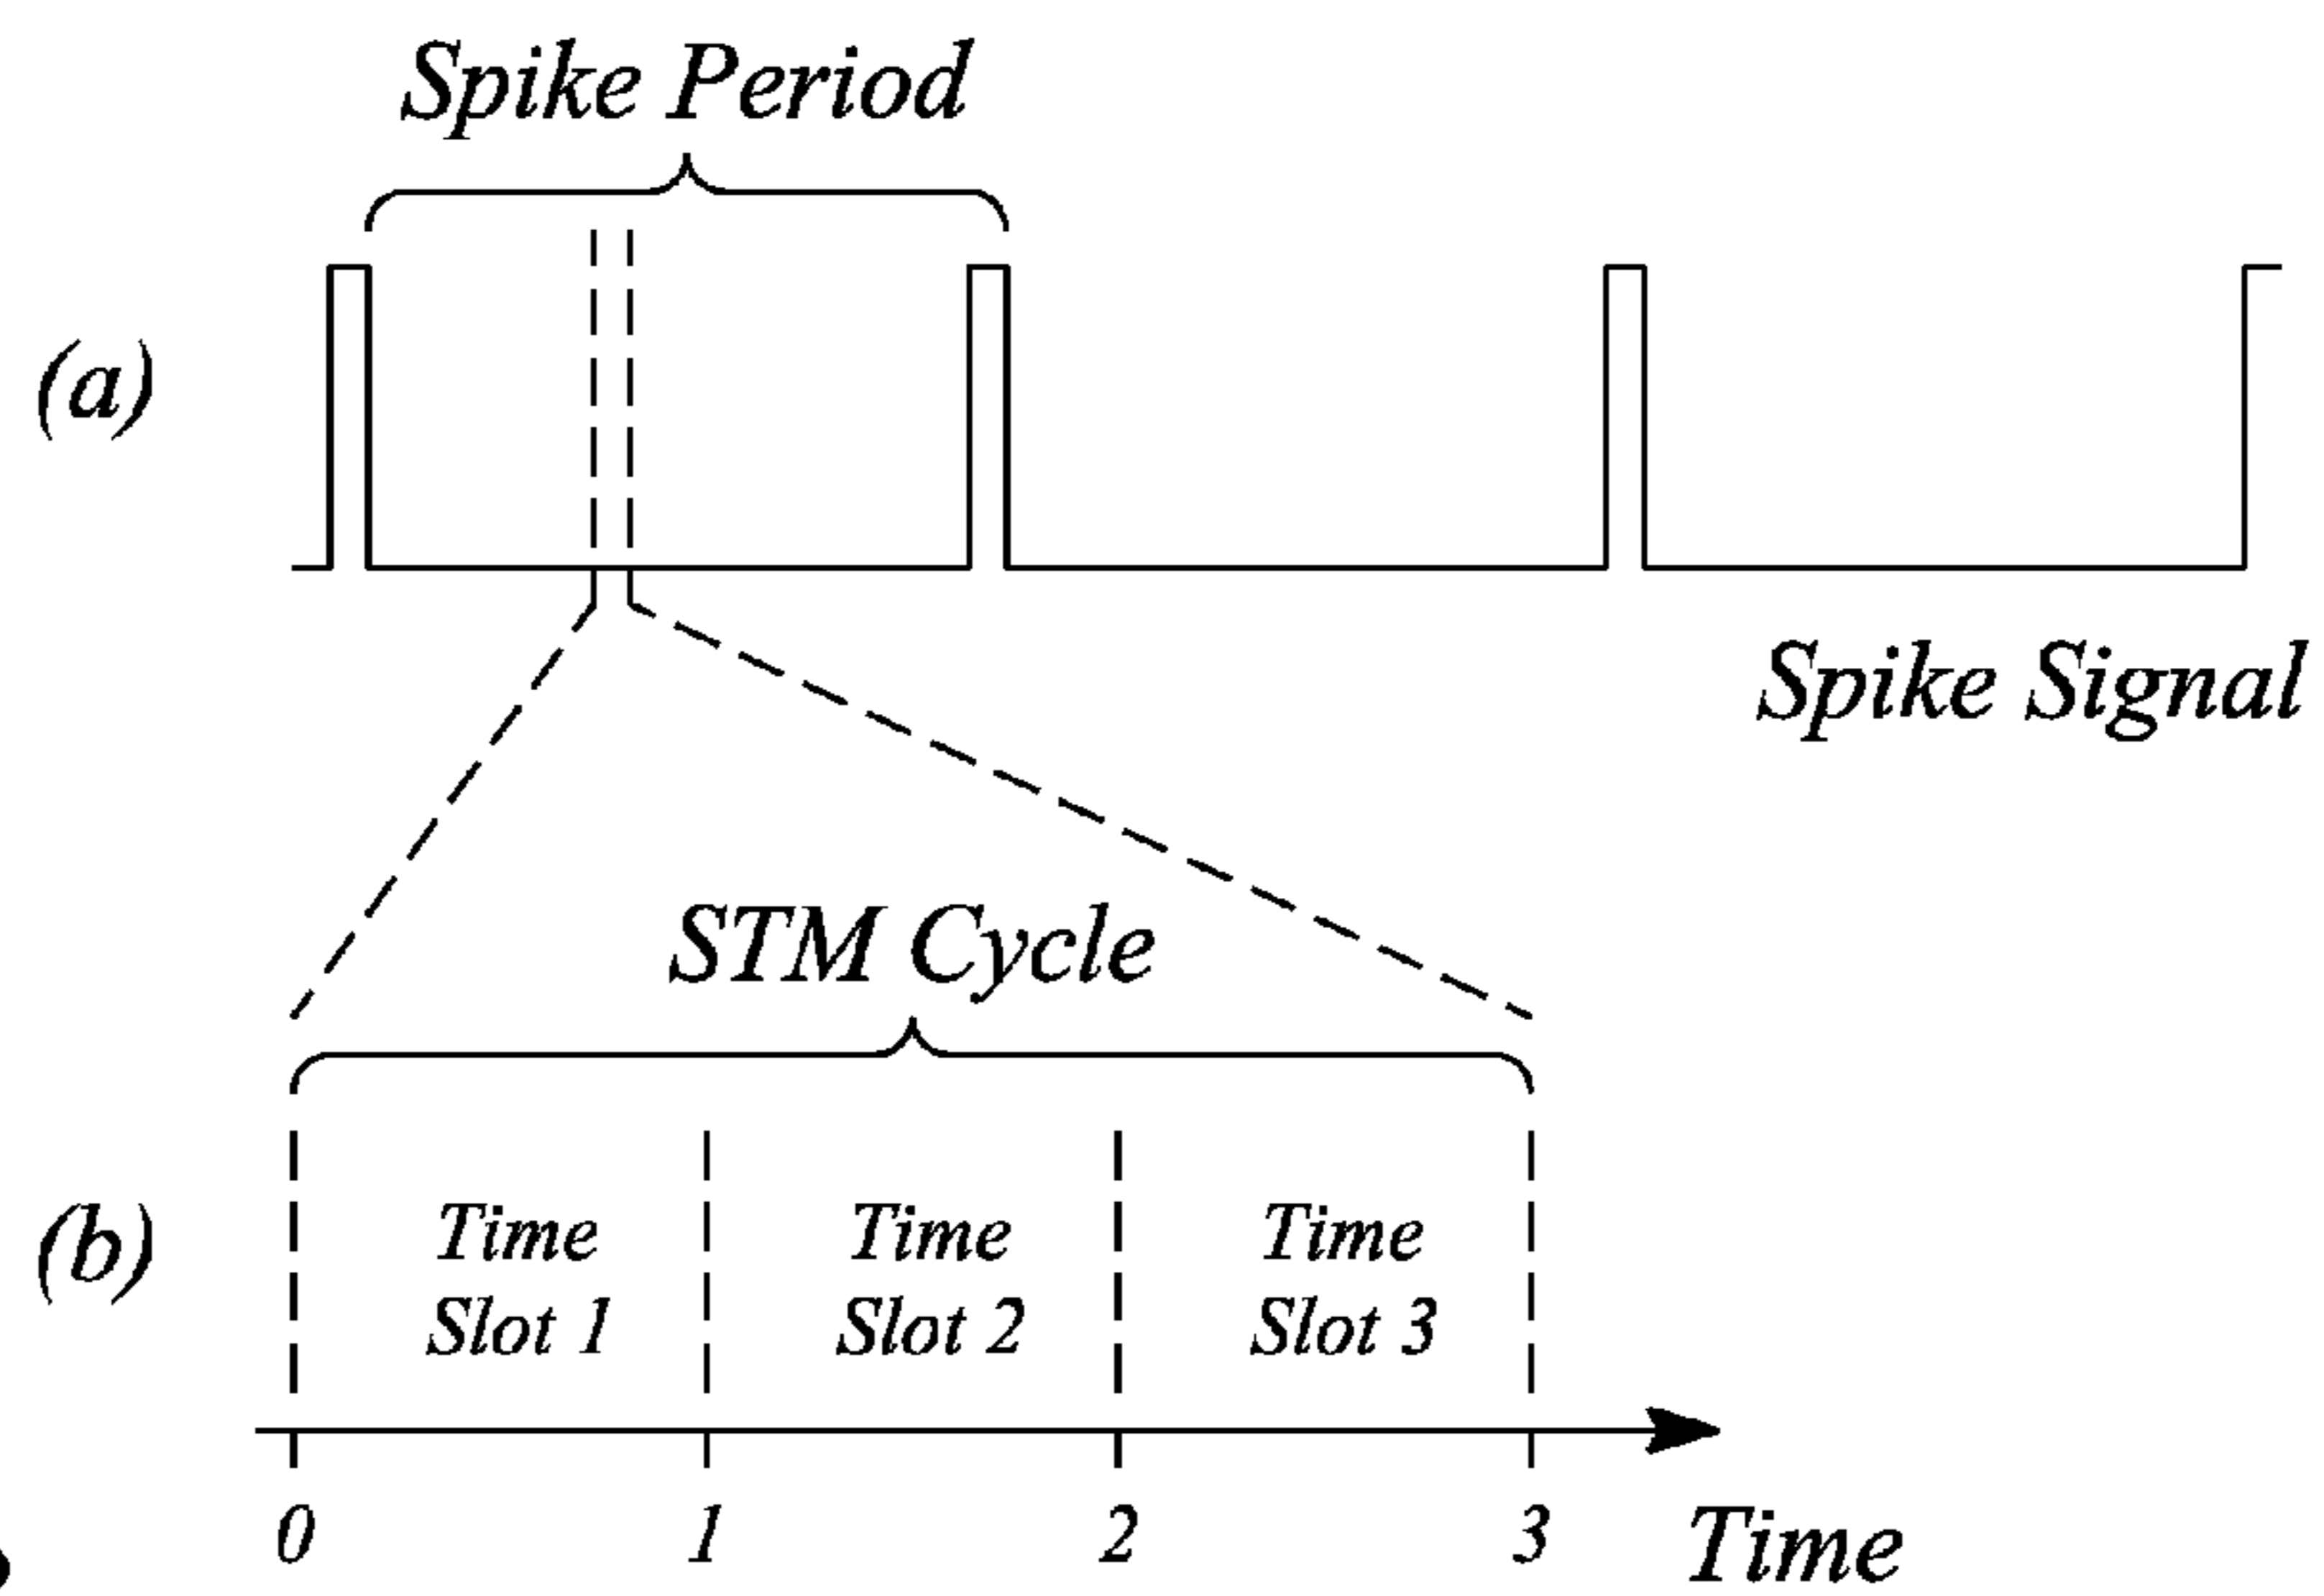 Spike Period
(a)
Spike Signal
STM Cycle
(b)
Time
Slot 1
Time
Slot 2
Time
Slot 3
0 1 2 3 Time